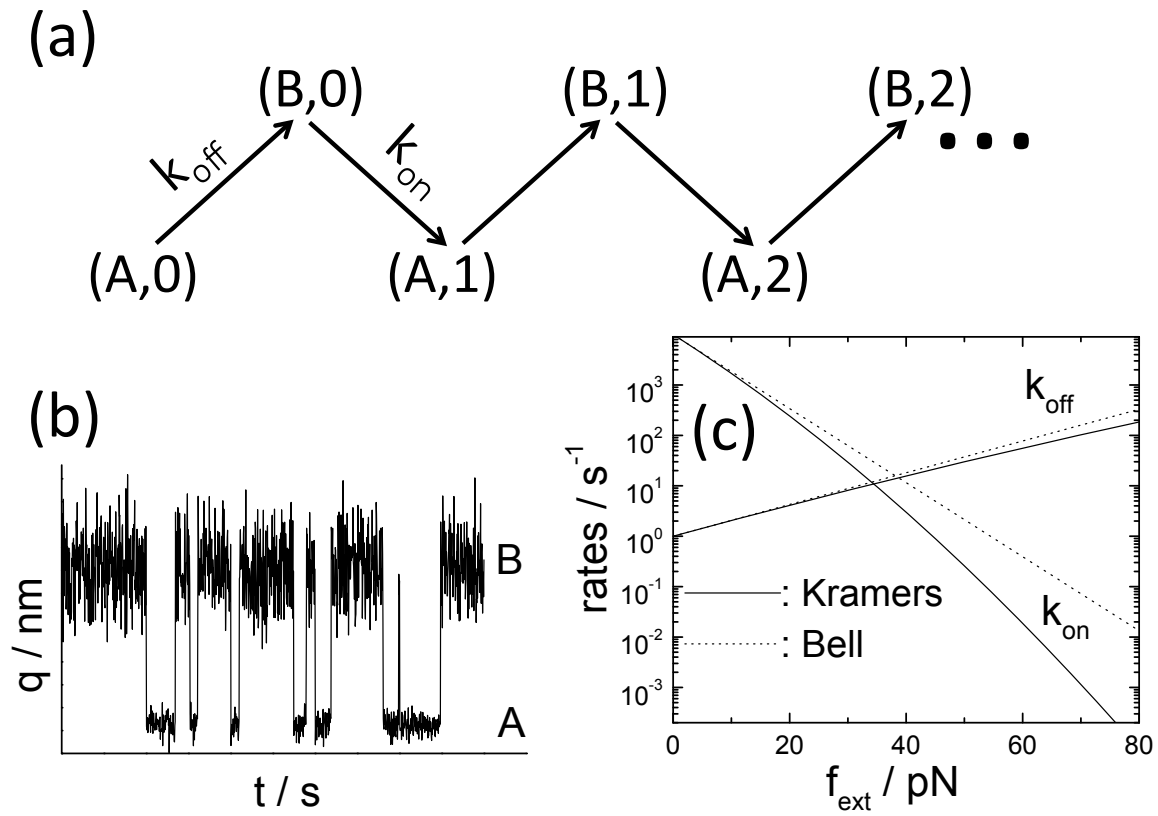 (a)
(B,0) (B,1) (B,2)
k_off k_on
(A,0) (A,1) (A,2)
(b)
q / nm
B
A
t / s
(c)
rates / s^-1
10^3
10^2
10^1
10^0
10^-1
10^-2
10^-3
k_off
k_on
: Kramers
: Bell
0 20 40 60 80
f_ext / pN